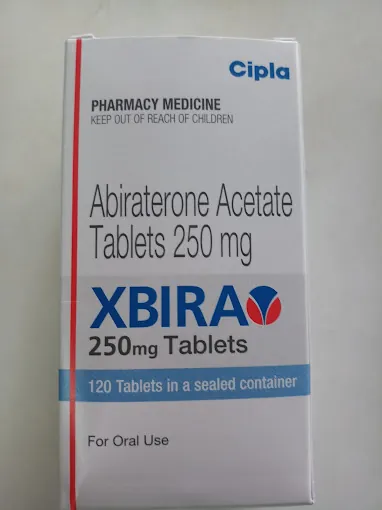 Cipla
PHARMACY MEDICINE
KEEP OUT OF REACH OF CHILDREN
Abiraterone Acetate
Tablets 250 mg
XBIRA
250mg Tablets
120 Tablets in a sealed container
For Oral Use